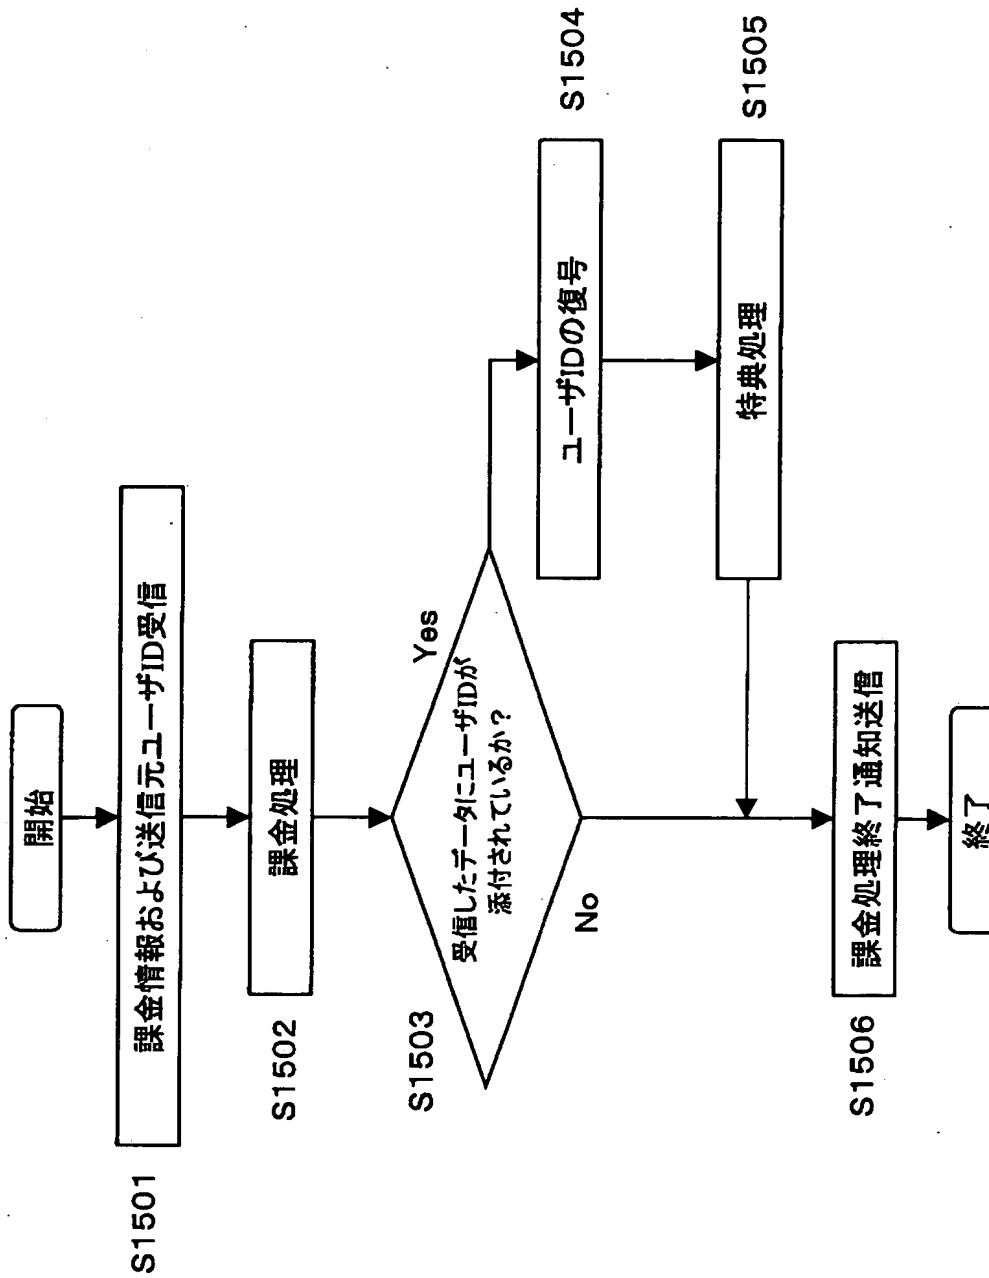 開始
S1501
課金情報および送信元ユーザID受信
S1502
課金処理
S1503
受信したデータにユーザIDが
添付されているか?
Yes
No
S1504
ユーザIDの復号
S1505
特典処理
S1506
課金処理終了通知送信
終了